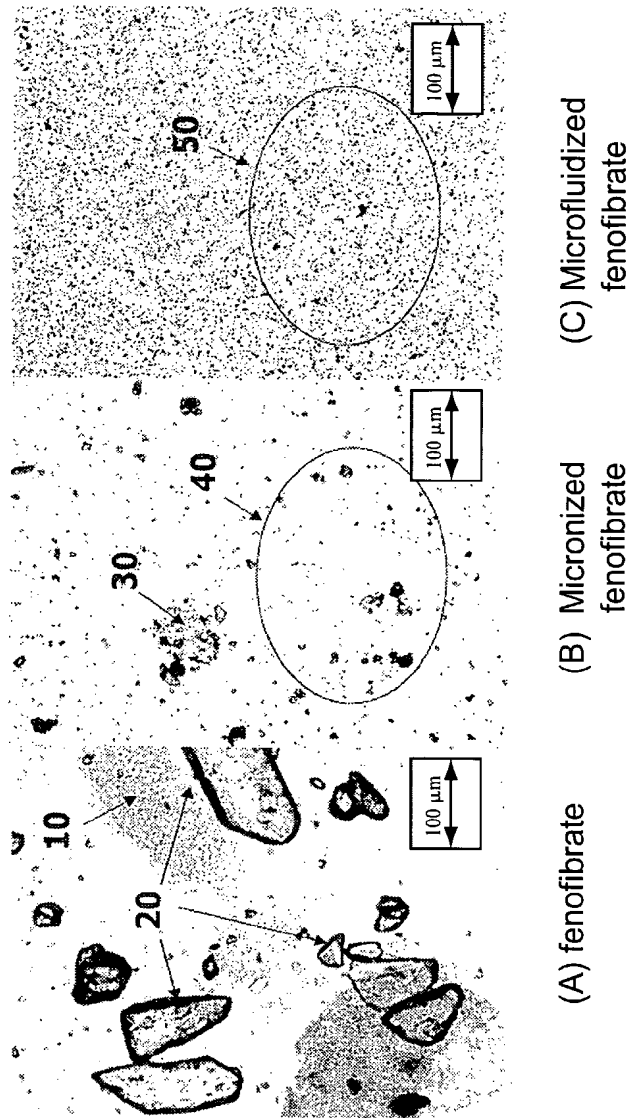 10
20
100 µm
(A) fenofibrate
30
40
100 µm
(B) Micronized
fenofibrate
50
100 µm
(C) Microfluidized
fenofibrate